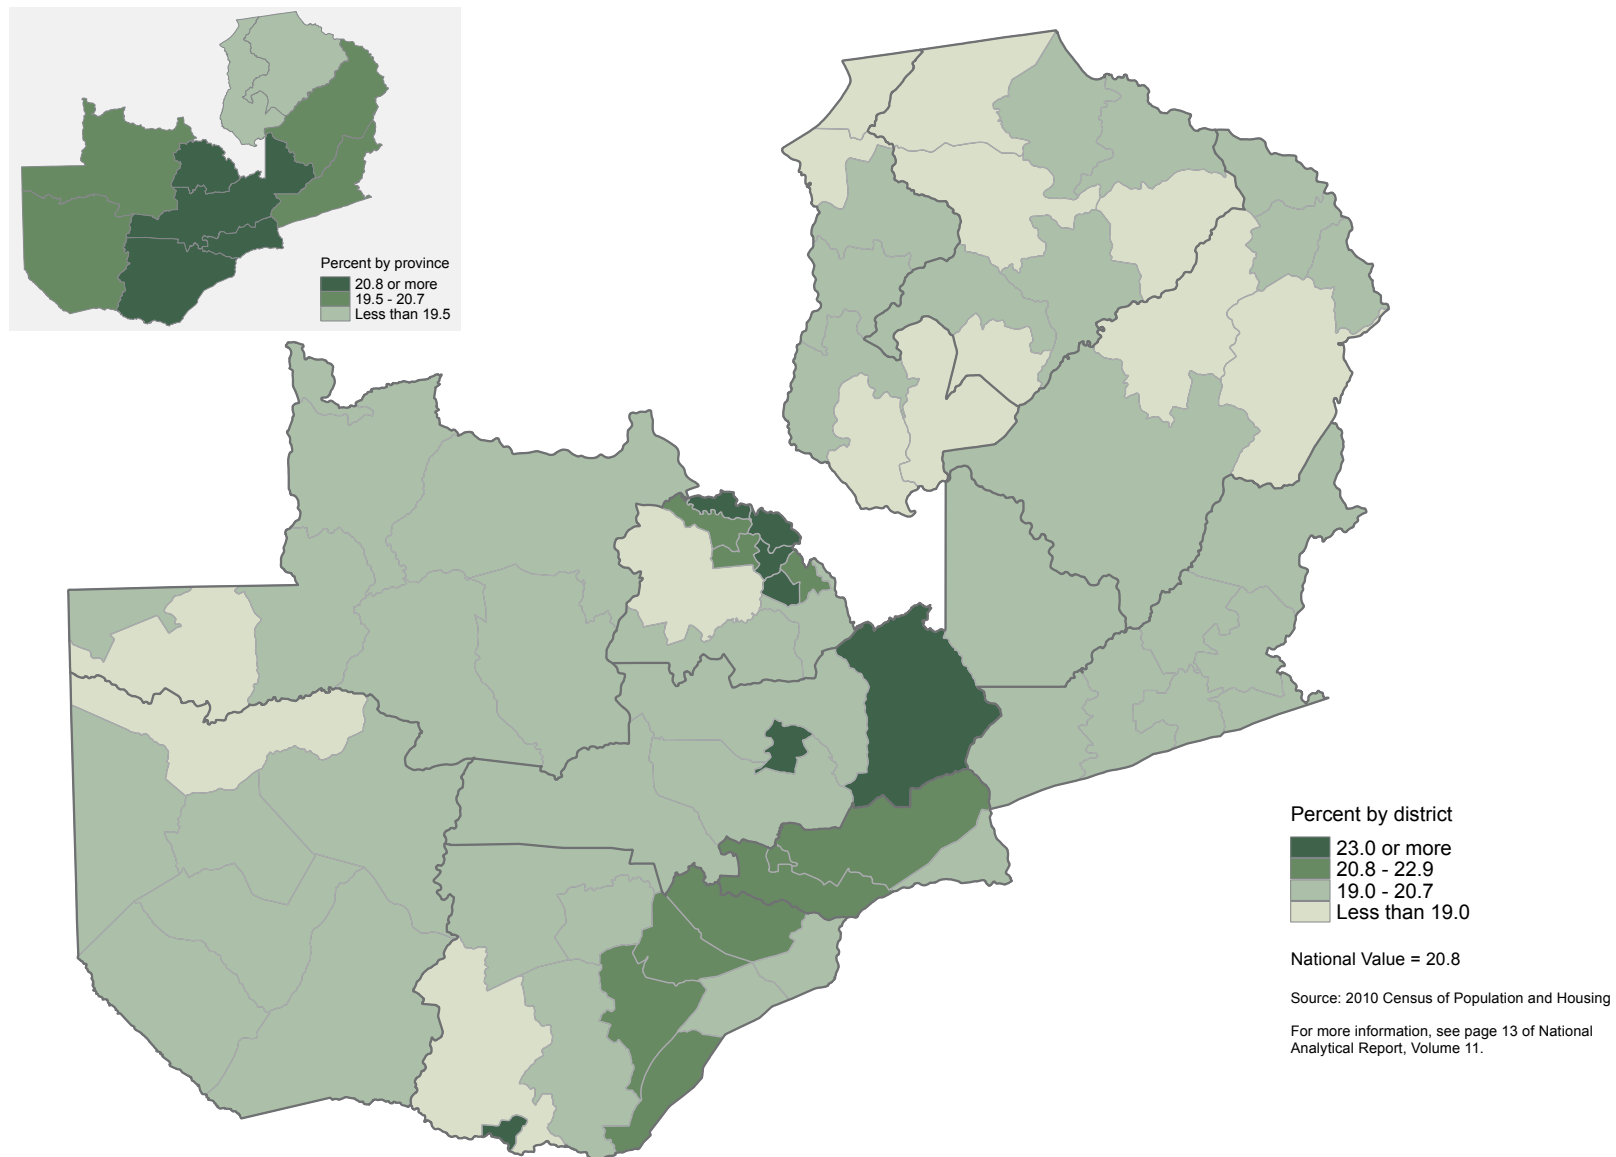 Percent by province
20.8 or more
19.5 - 20.7
Less than 19.5
Percent by district
23.0 or more
20.8 - 22.9
19.0 - 20.7
Less than 19.0
National Value = 20.8
Source: 2010 Census of Population and Housing
For more information, see page 13 of National
Analytical Report, Volume 11.